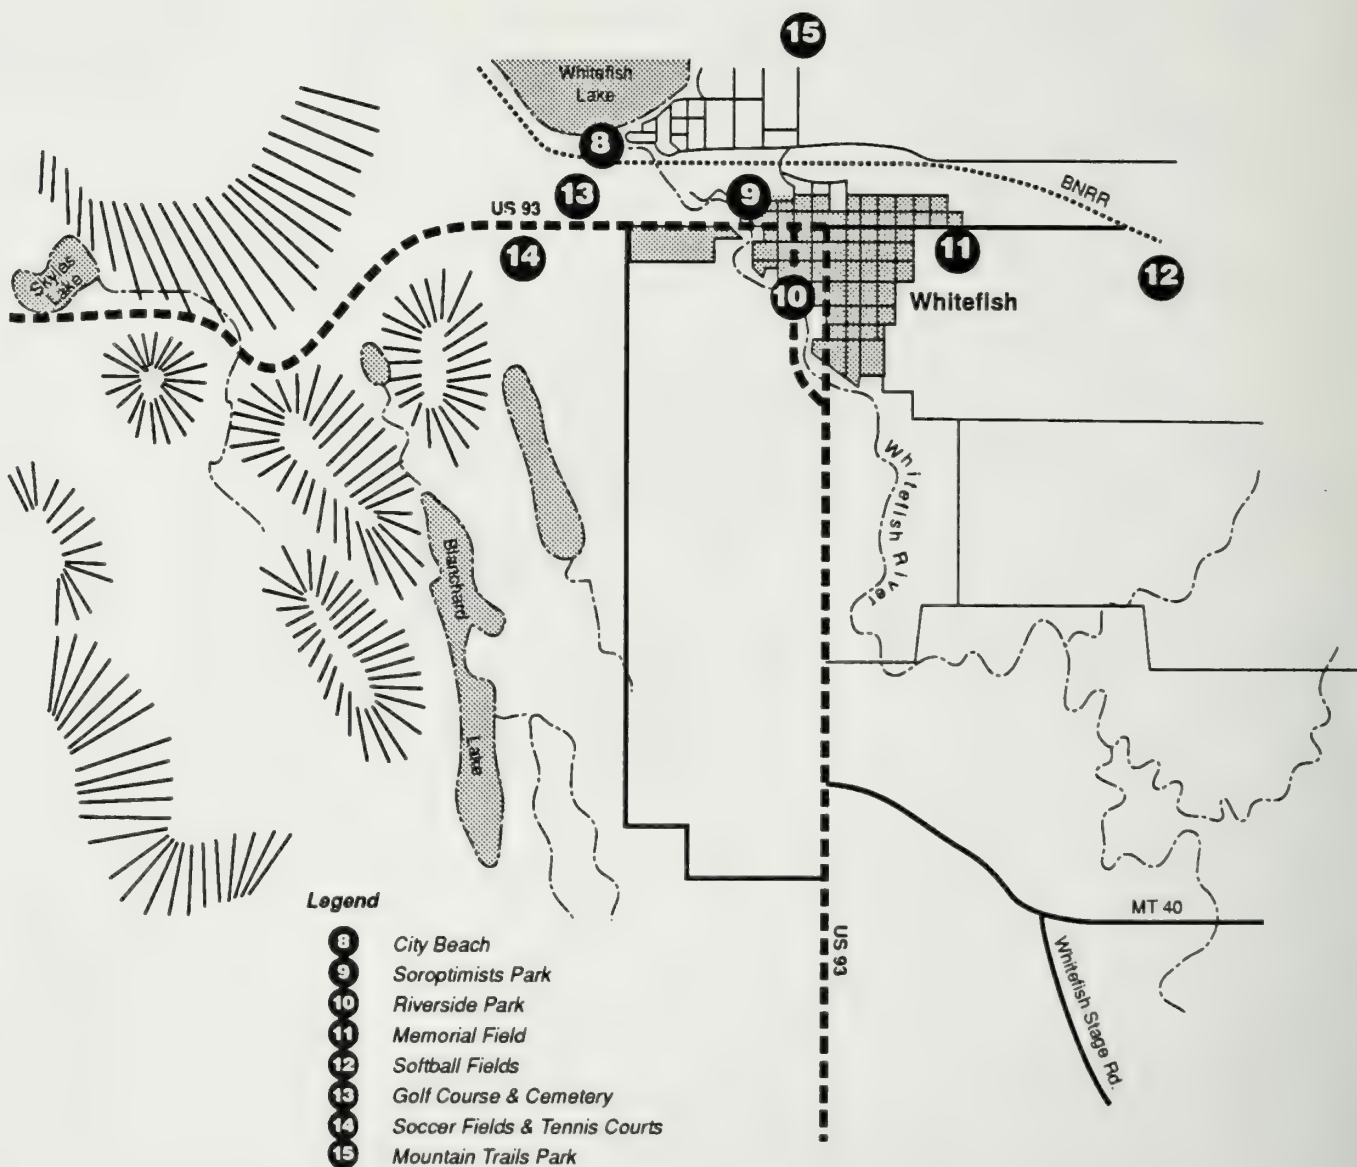 15
Whitefish
Lake
8
BNRR
13
9
US 93
11
14
12
Skyles
Lake
10
Whitefish
Whitefish River
Blanchard
Lake
MT 40
US 93
Whitefish Stage Rd.
Legend
8 City Beach
9 Soroptimists Park
10 Riverside Park
11 Memorial Field
12 Softball Fields
13 Golf Course & Cemetery
14 Soccer Fields & Tennis Courts
15 Mountain Trails Park